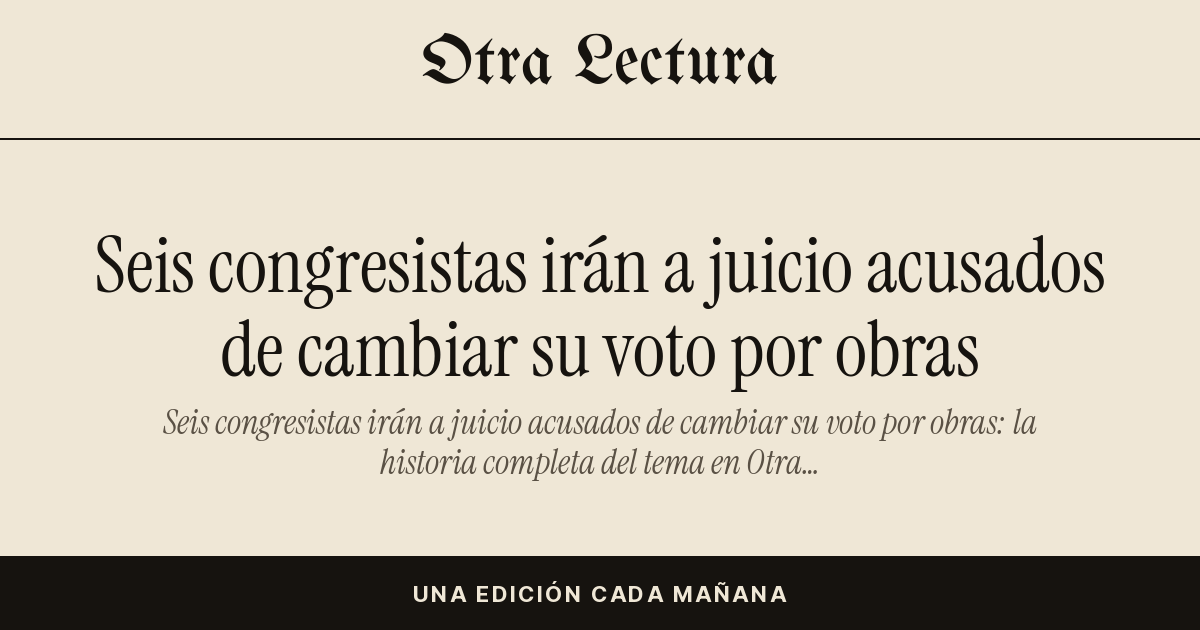 Otra Lectura
Seis congresistas irán a juicio acusados
de cambiar su voto por obras
Seis congresistas irán a juicio acusados de cambiar su voto por obras: la
historia completa del tema en Otra...
UNA EDICIÓN CADA MAÑANA